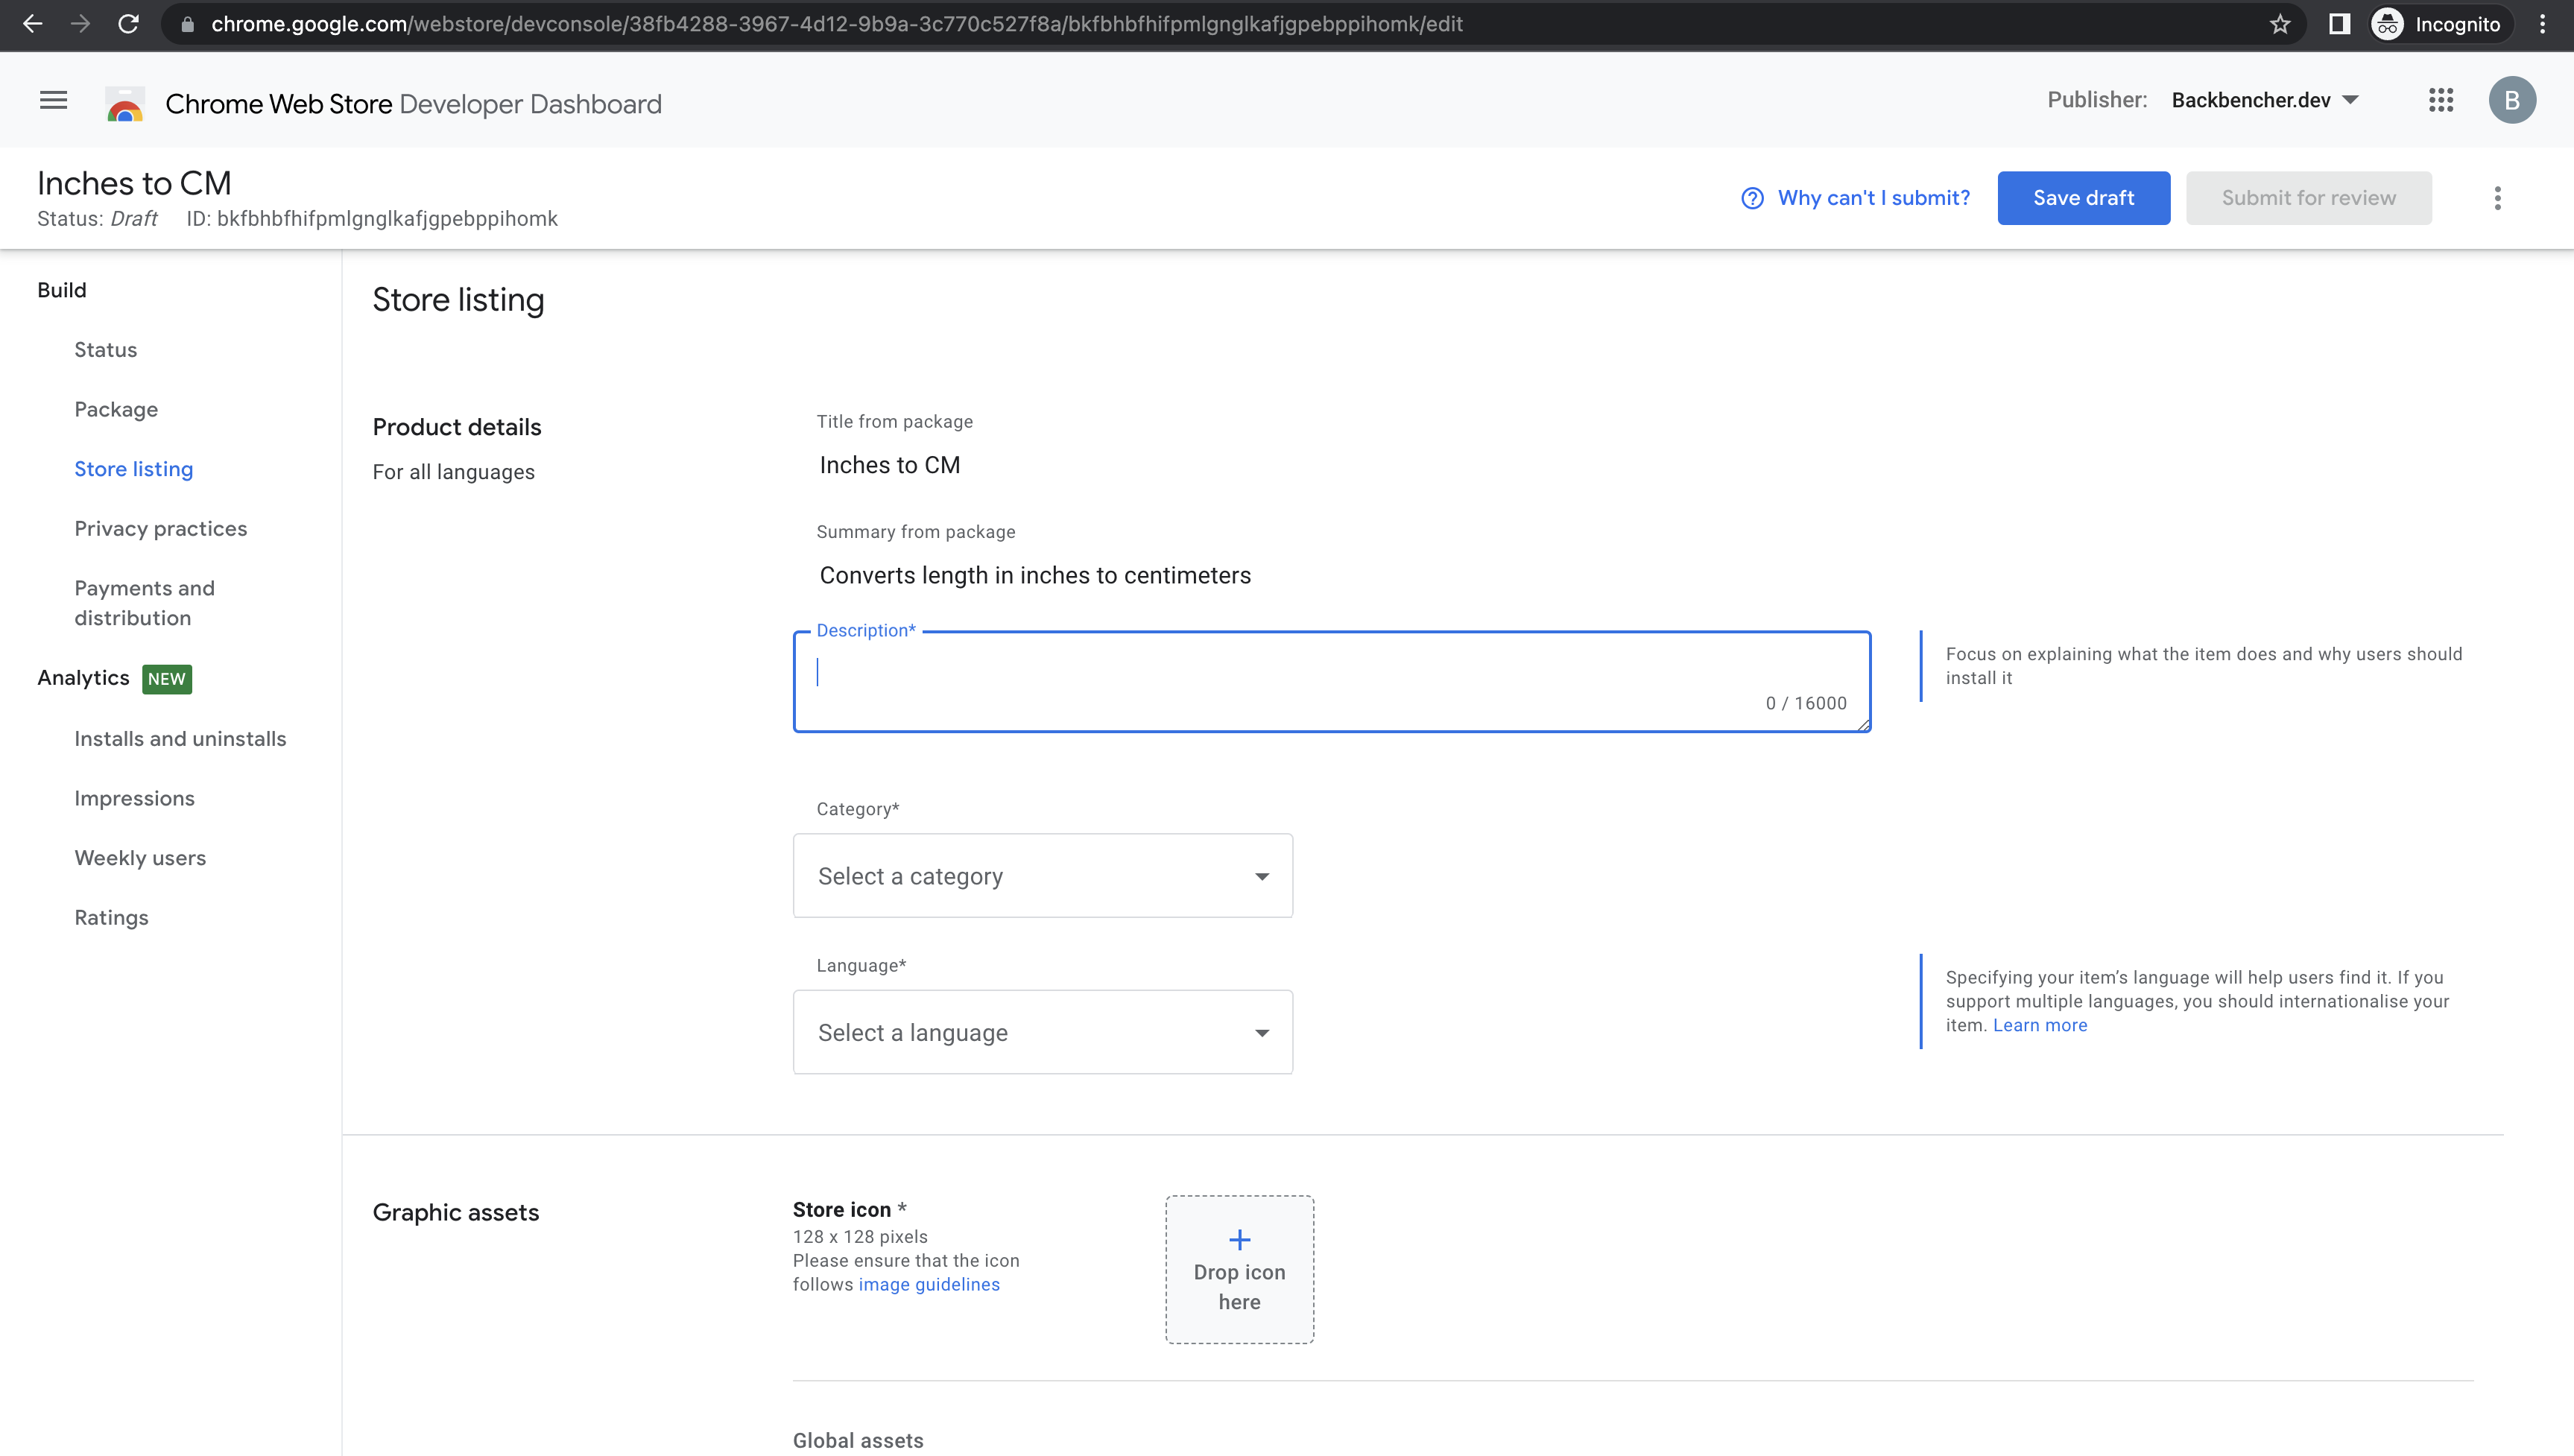 chrome.google.com/webstore/devconsole/38fb4288-3967-4d12-9b9a-3c770c527f8a/bkfbhbfhifpmlgnglkafjgpebppihomk/edit
Incognito
Chrome Web Store Developer Dashboard
Publisher: Backbencher.dev
B
Inches to CM
Status: Draft ID: bkfbhbfhifpmlgnglkafjgpebppihomk
Why can't I submit?
Save draft
Submit for review
Build
Status
Package
Store listing
Privacy practices
Payments and
distribution
Analytics NEW
Installs and uninstalls
Impressions
Weekly users
Ratings
Store listing
Product details
For all languages
Title from package
Inches to CM
Summary from package
Converts length in inches to centimeters
Description*
0 / 16000
Focus on explaining what the item does and why users should
install it
Category*
Select a category
Language*
Select a language
Specifying your item’s language will help users find it. If you
support multiple languages, you should internationalise your
item. Learn more
Graphic assets
Store icon *
128 x 128 pixels
Please ensure that the icon
follows image guidelines
Drop icon
here
Global assets